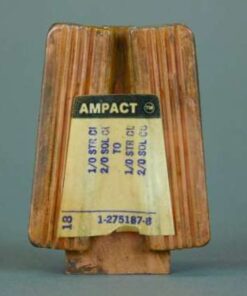 AMPACT TM
1/0 STR CU
2/0 SOL CU
TO
1/0 STR CU
2/0 SOL CU
18
1-275187-8